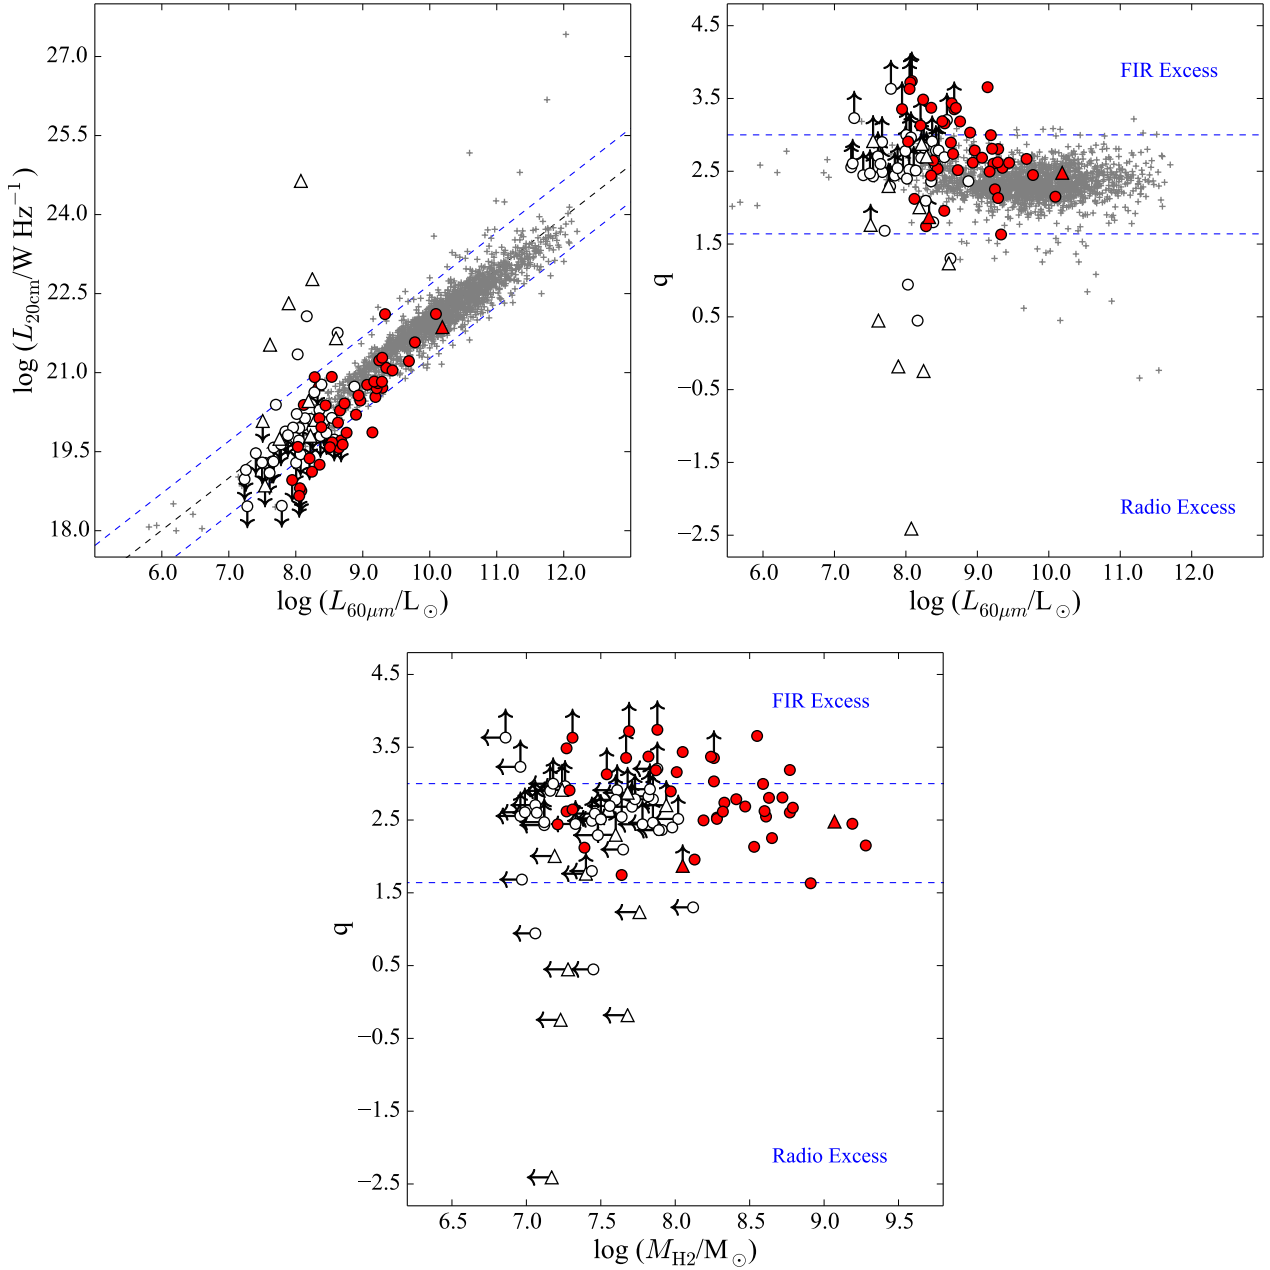 27.0
25.5
24.0
22.5
21.0
19.5
18.0
log (L20cm/W Hz−1)
6.0 7.0 8.0 9.0 10.0 11.0 12.0
log (L60μm/L⊙)
4.5
3.5
2.5
1.5
0.5
−0.5
−1.5
−2.5
q
FIR Excess
Radio Excess
6.0 7.0 8.0 9.0 10.0 11.0 12.0
log (L60μm/L⊙)
4.5
3.5
2.5
1.5
0.5
−0.5
−1.5
−2.5
q
FIR Excess
Radio Excess
6.5 7.0 7.5 8.0 8.5 9.0 9.5
log (MH2/M⊙)